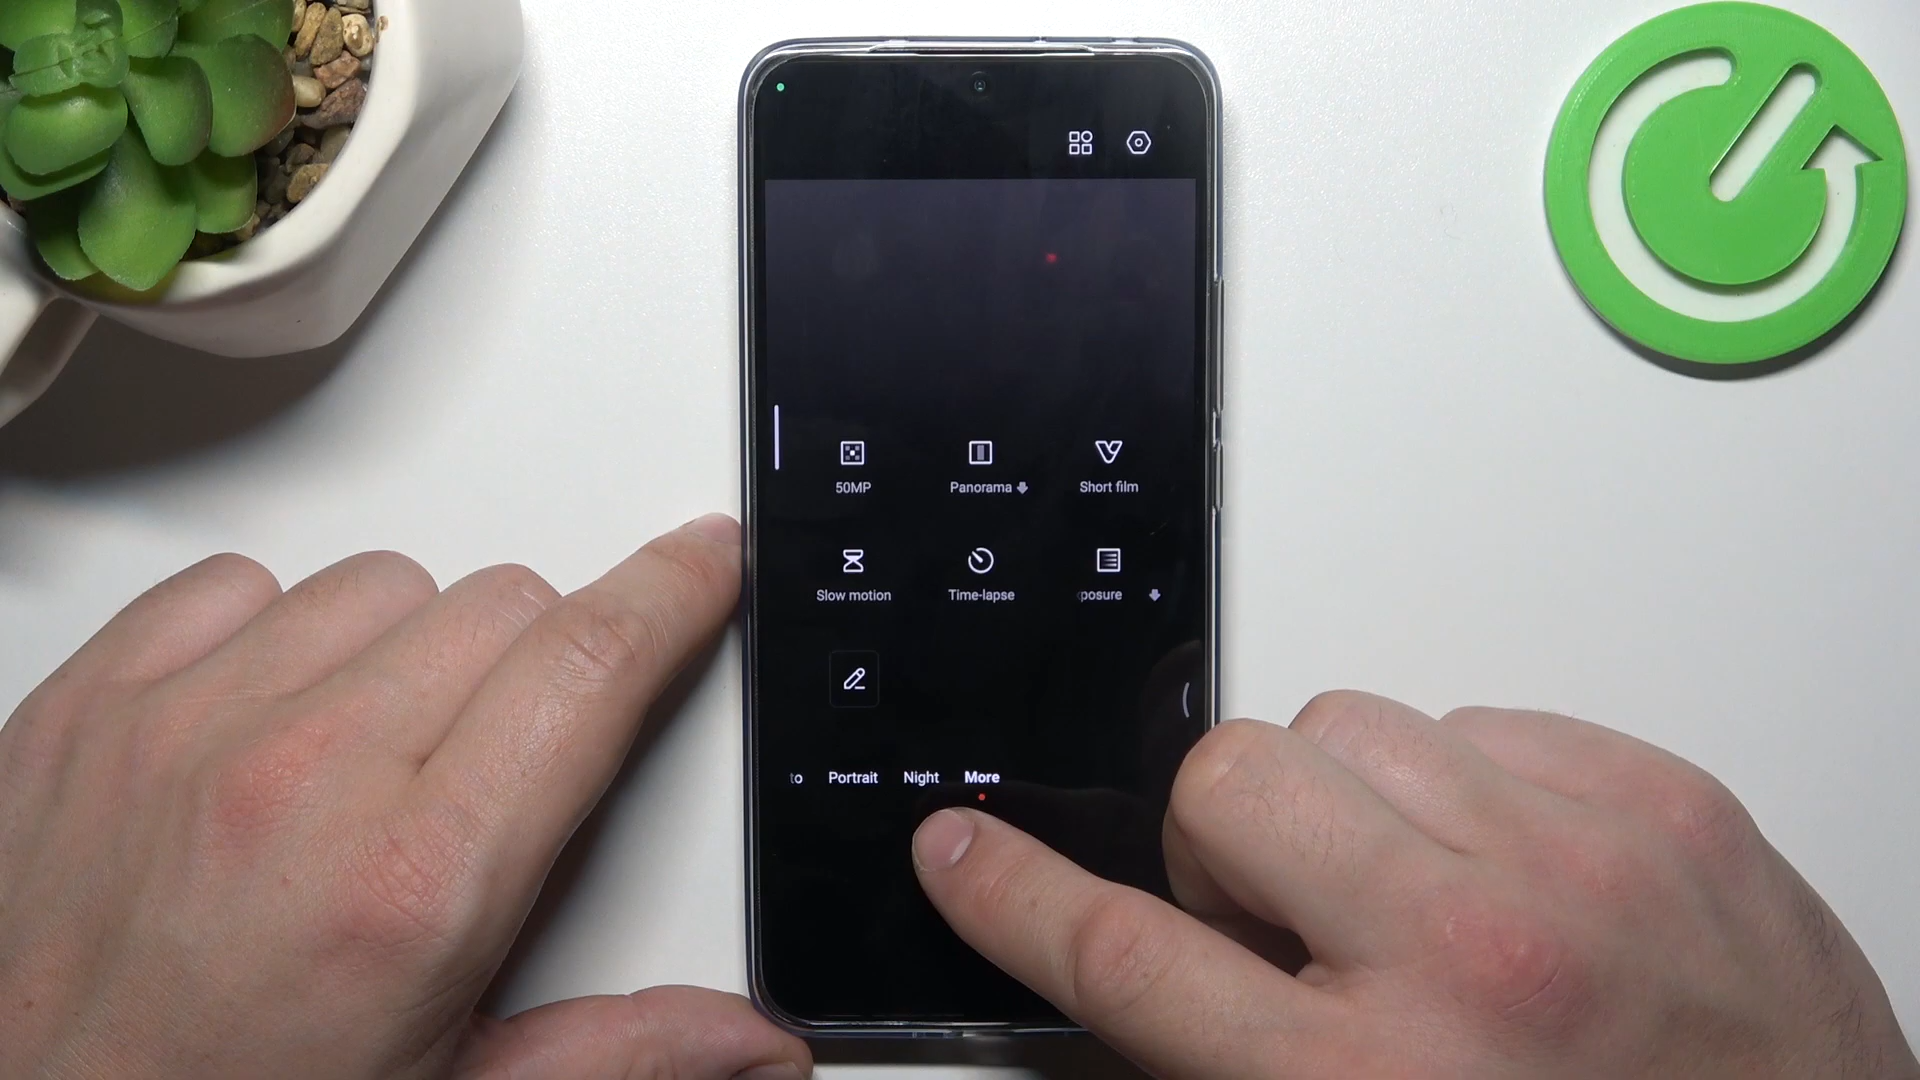 50MP
Panorama
Short film
Slow motion
Time-lapse
posure
to
Portrait
Night
More